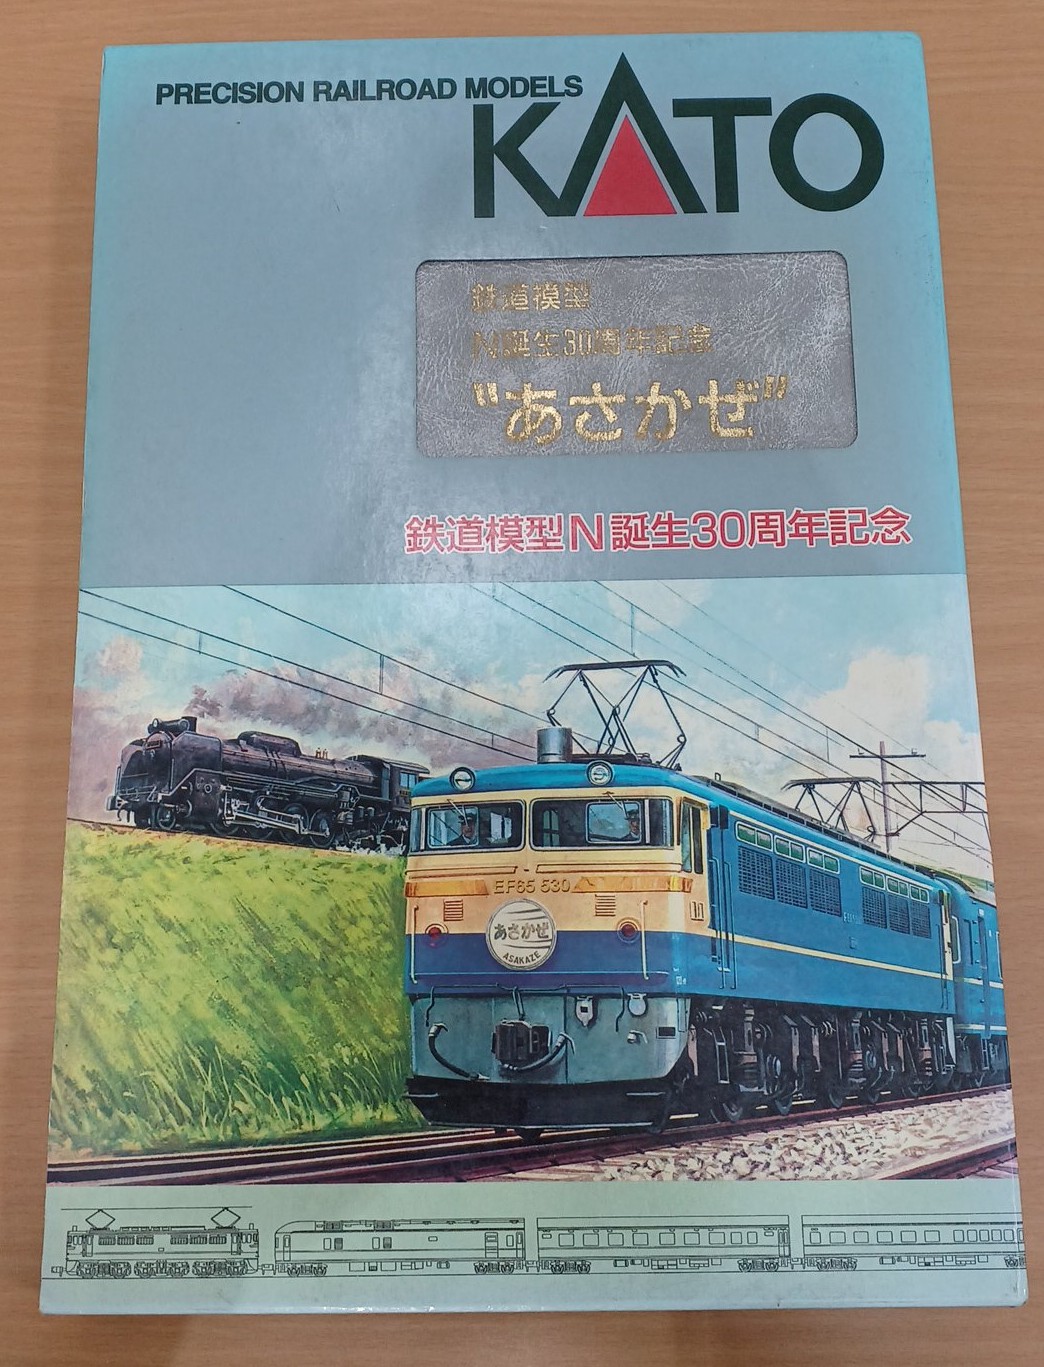 PRECISION RAILROAD MODELS
KATO
鉄道模型
N誕生30周年記念
"あさかぜ"
鉄道模型N誕生30周年記念
EF65 530
あさかぜ
ASAKAZE